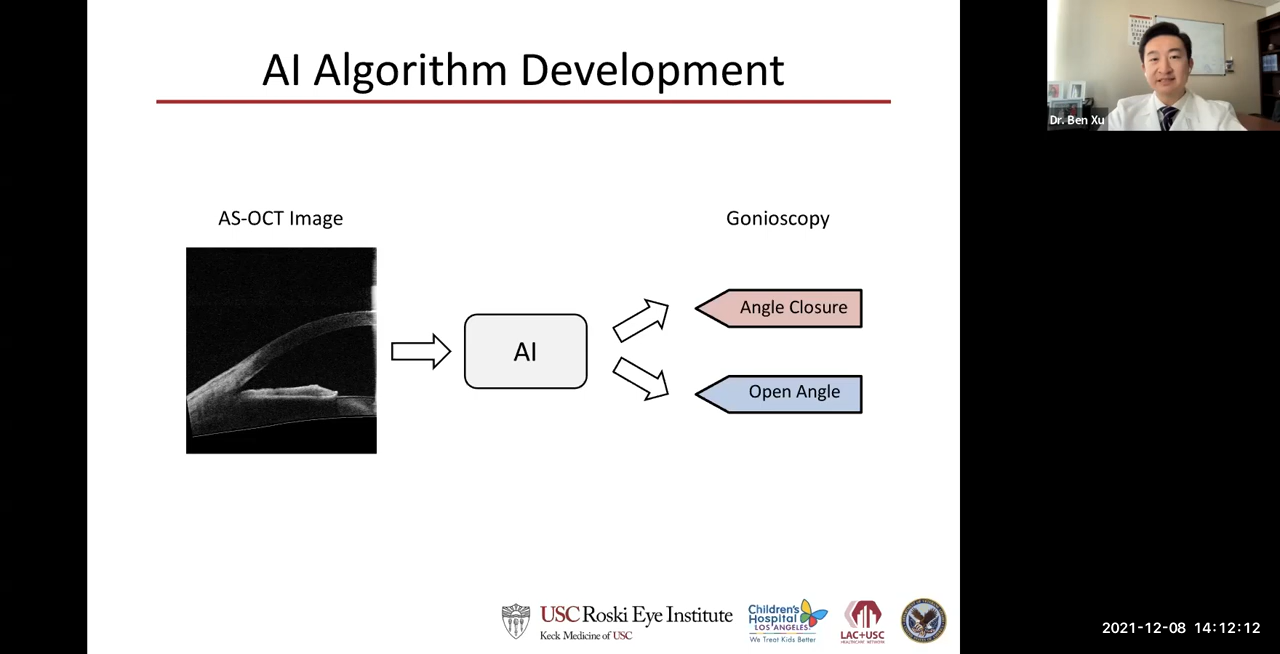 AI Algorithm Development
Dr. Ben Xu
AS-OCT Image
Gonioscopy
AI
Angle Closure
Open Angle
USC Roski Eye Institute
Keck Medicine of USC
Children's
Hospital
LOS ANGELES
We Treat Kids Better
LAC+USC
HEALTHCARE NETWORK
2021-12-08 14:12:12